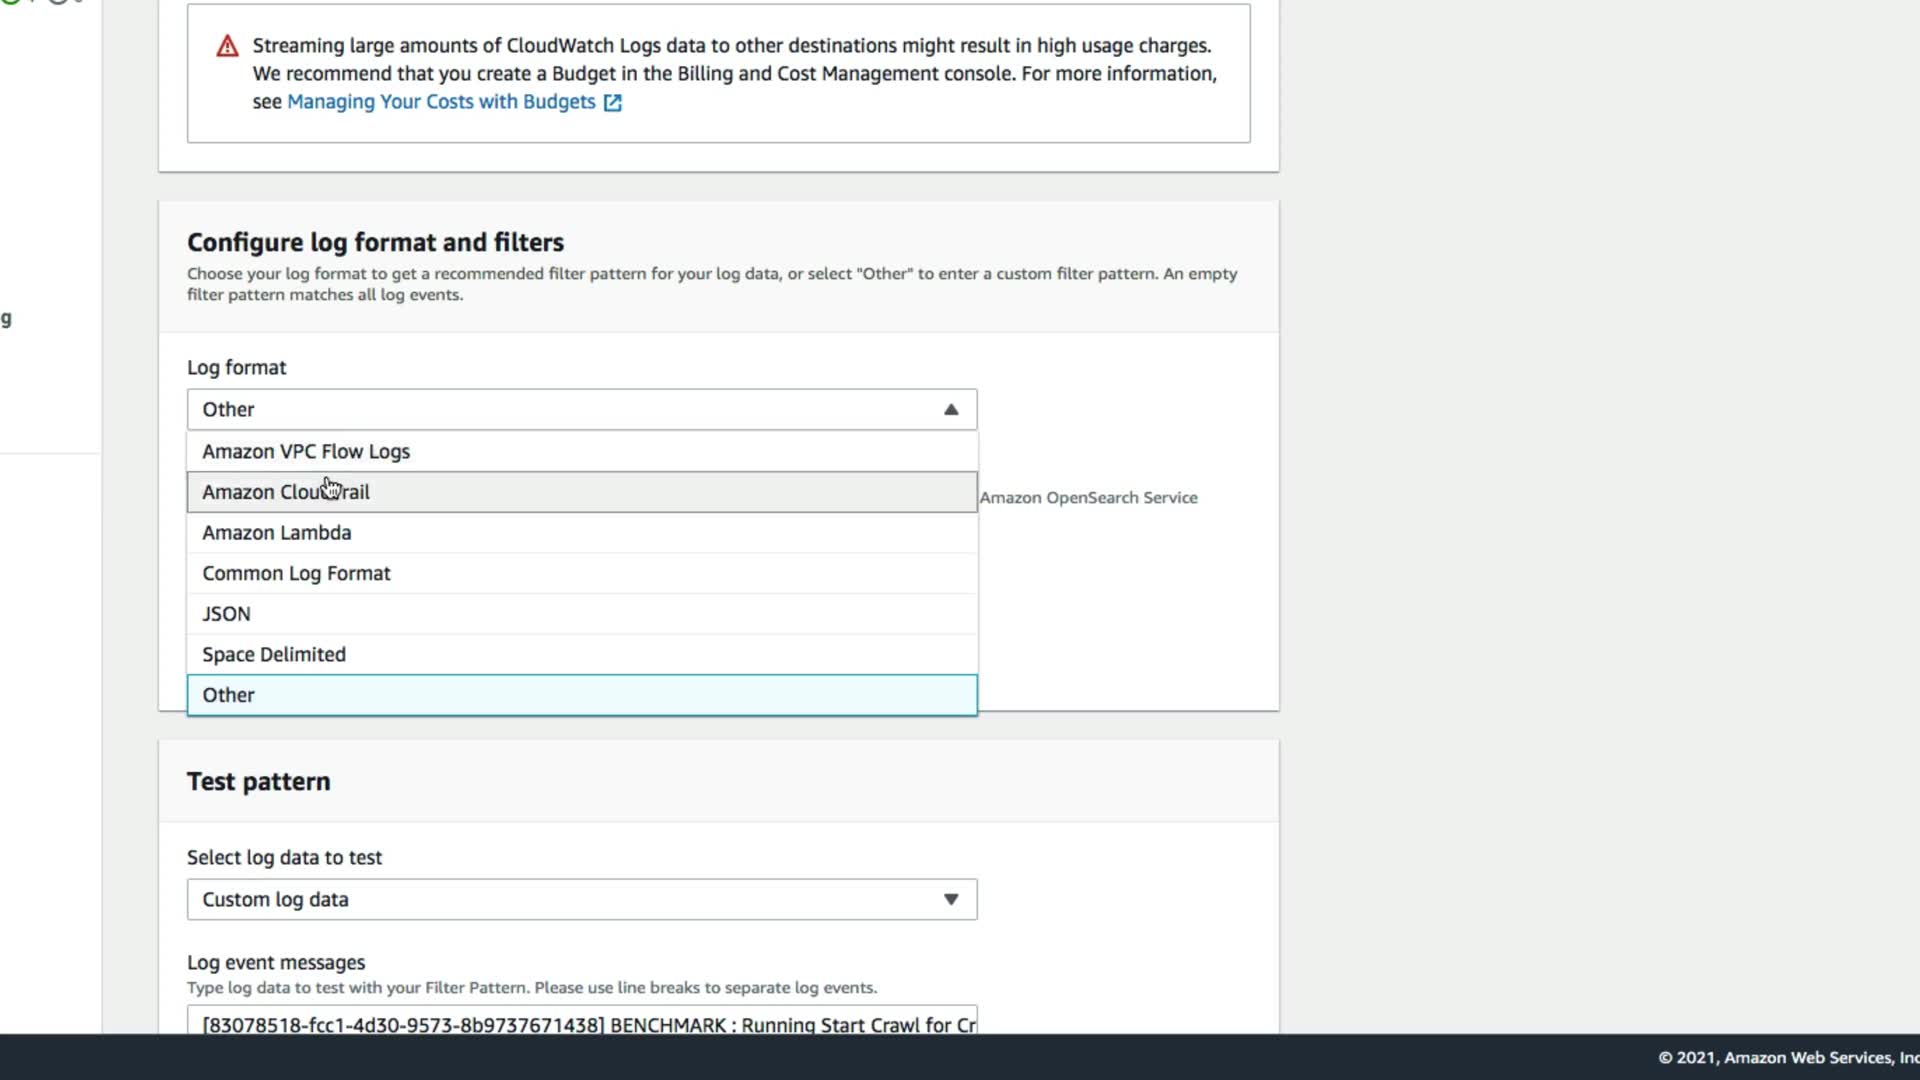 Streaming large amounts of CloudWatch Logs data to other destinations might result in high usage charges.
We recommend that you create a Budget in the Billing and Cost Management console. For more information,
see Managing Your Costs with Budgets
Configure log format and filters
Choose your log format to get a recommended filter pattern for your log data, or select "Other" to enter a custom filter pattern. An empty
filter pattern matches all log events.
g
Log format
Other
Amazon VPC Flow Logs
Amazon CloudTrail
Amazon OpenSearch Service
Amazon Lambda
Common Log Format
JSON
Space Delimited
Other
Test pattern
Select log data to test
Custom log data
Log event messages
Type log data to test with your Filter Pattern. Please use line breaks to separate log events.
[83078518-fcc1-4d30-9573-8b9737671438] BENCHMARK : Running Start Crawl for Cr
© 2021, Amazon Web Services, Inc